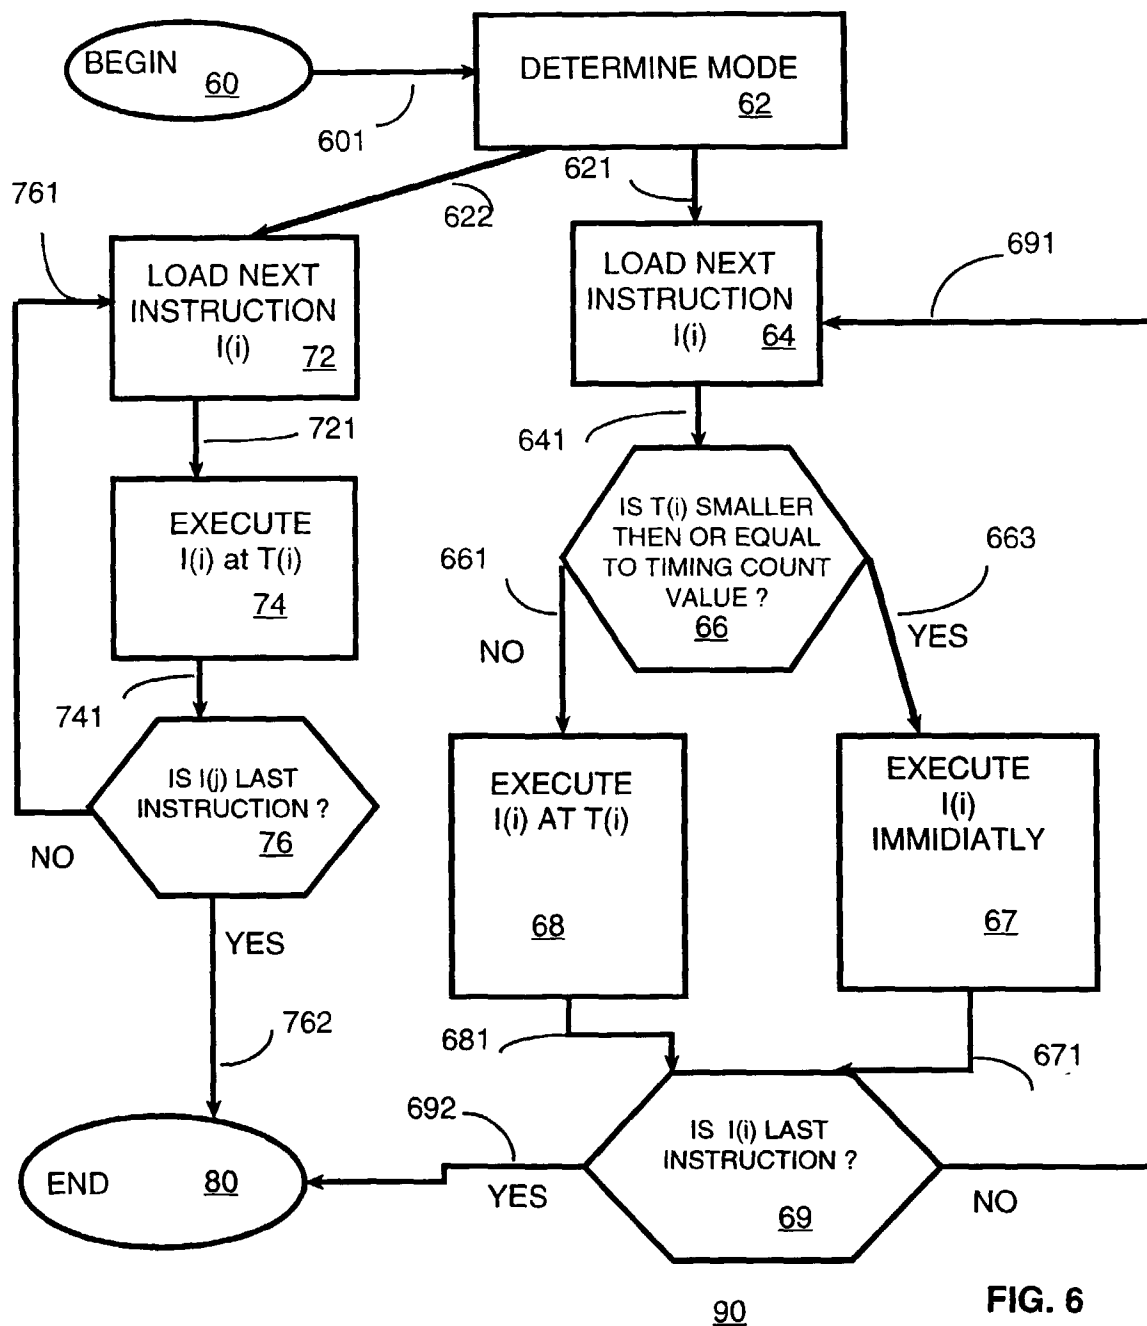 BEGIN
60
601
DETERMINE MODE
62
622
621
761
LOAD NEXT
INSTRUCTION
I(i)
72
LOAD NEXT
INSTRUCTION
I(i)
64
691
721
641
EXECUTE
I(i) at T(i)
74
IS T(i) SMALLER
THEN OR EQUAL
TO TIMING COUNT
VALUE ?
66
661
NO
663
YES
741
IS I(j) LAST
INSTRUCTION ?
76
NO
YES
762
EXECUTE
I(i) AT T(i)
68
EXECUTE
I(i)
IMMIDIATLY
67
681
671
692
YES
IS I(i) LAST
INSTRUCTION ?
69
NO
END
80
90
FIG. 6